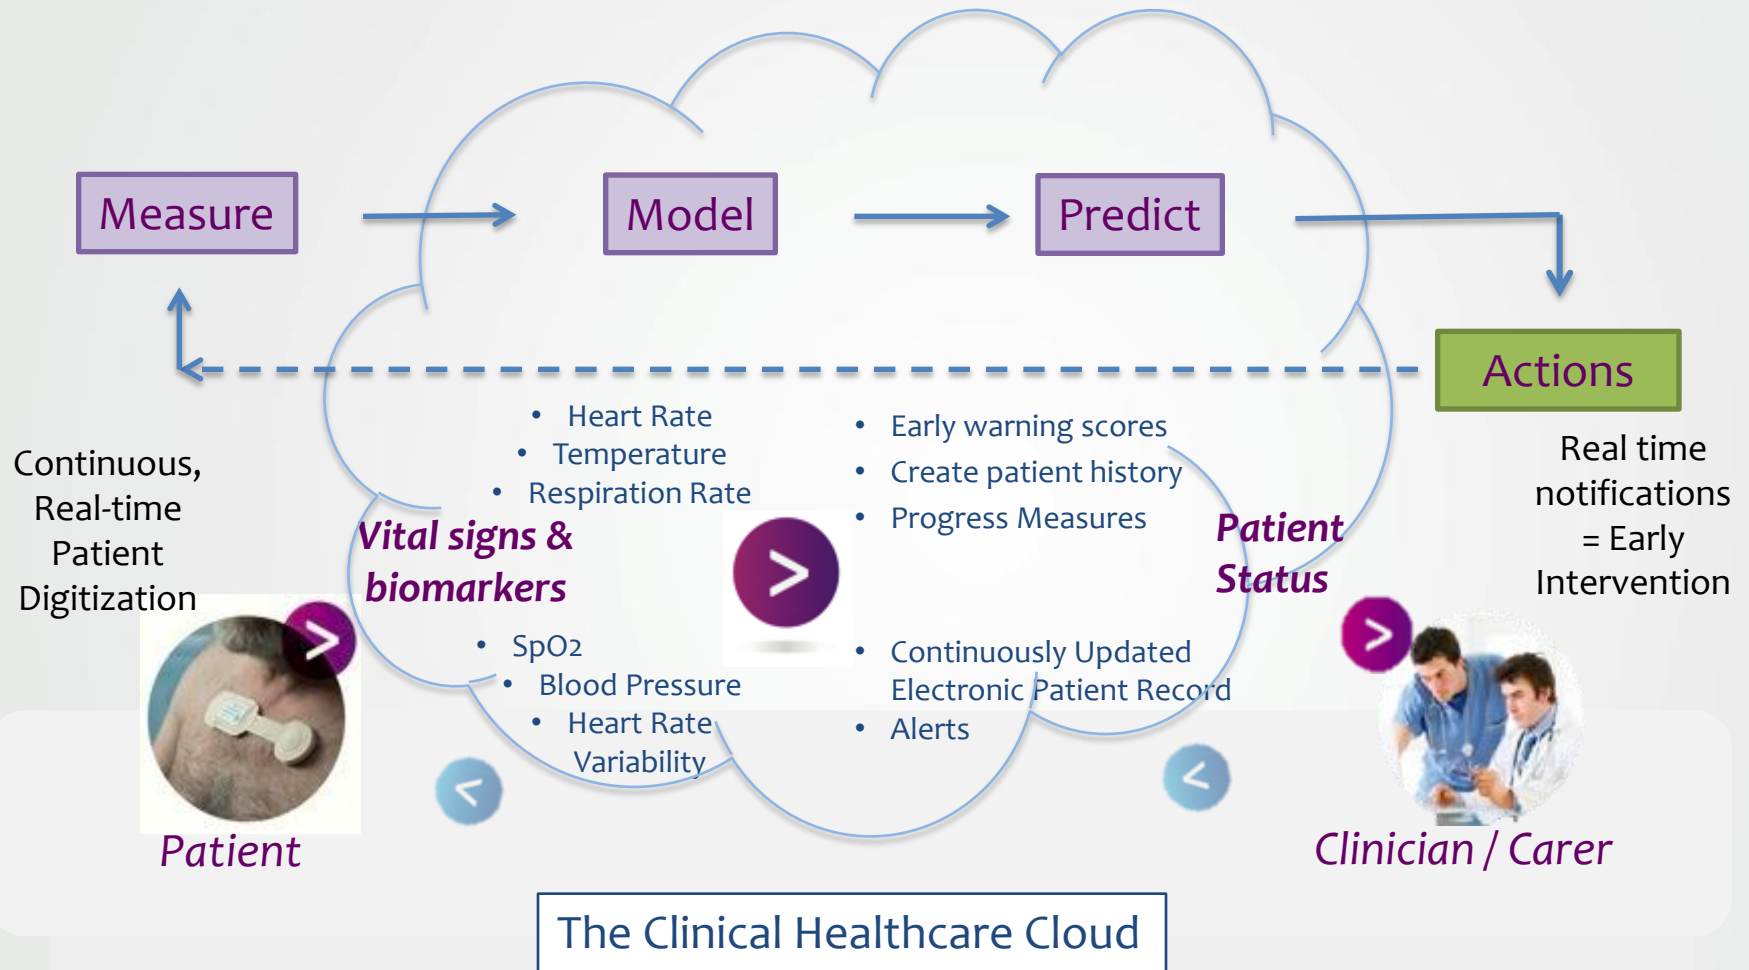 Measure
Model
Predict
Actions
Continuous,
Real-time
Patient
Digitization
• Heart Rate
• Temperature
• Respiration Rate
Vital signs &
biomarkers
• SpO2
• Blood Pressure
• Heart Rate
Variability
>
• Early warning scores
• Create patient history
• Progress Measures
Patient
Status
• Continuously Updated
Electronic Patient Record
• Alerts
Real time
notifications
= Early
Intervention
>
>
<
<
Patient
Clinician / Carer
The Clinical Healthcare Cloud